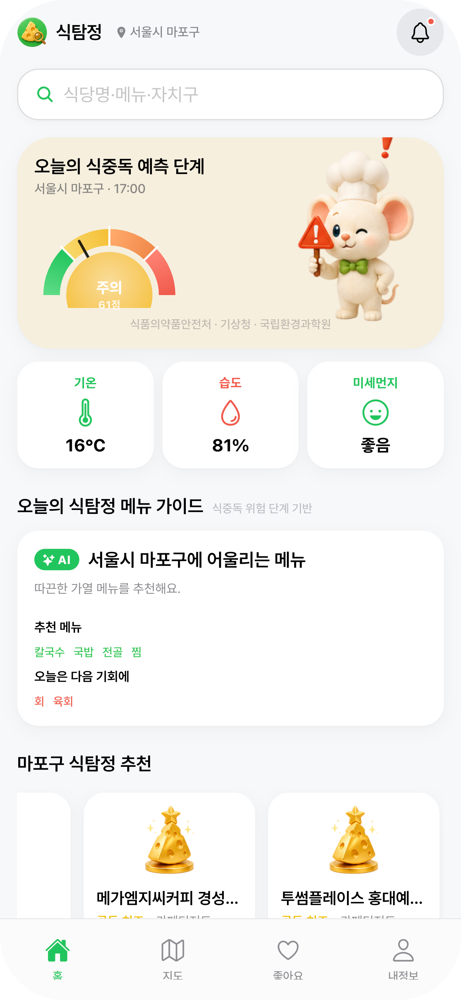 식탐정 서울시 마포구
식당명·메뉴·자치구
오늘의 식중독 예측 단계
서울시 마포구 · 17:00
주의
61점
식품의약품안전처 · 기상청 · 국립환경과학원
기온 습도 미세먼지
16°C 81% 좋음
오늘의 식탐정 메뉴 가이드 식중독 위험 단계 기반
AI 서울시 마포구에 어울리는 메뉴
따끈한 가열 메뉴를 추천해요.
추천 메뉴
칼국수 국밥 전골 찜
오늘은 다음 기회에
회 육회
마포구 식탐정 추천
메가엠지씨커피 경성... 투썸플레이스 홍대예...
홈 지도 좋아요 내정보